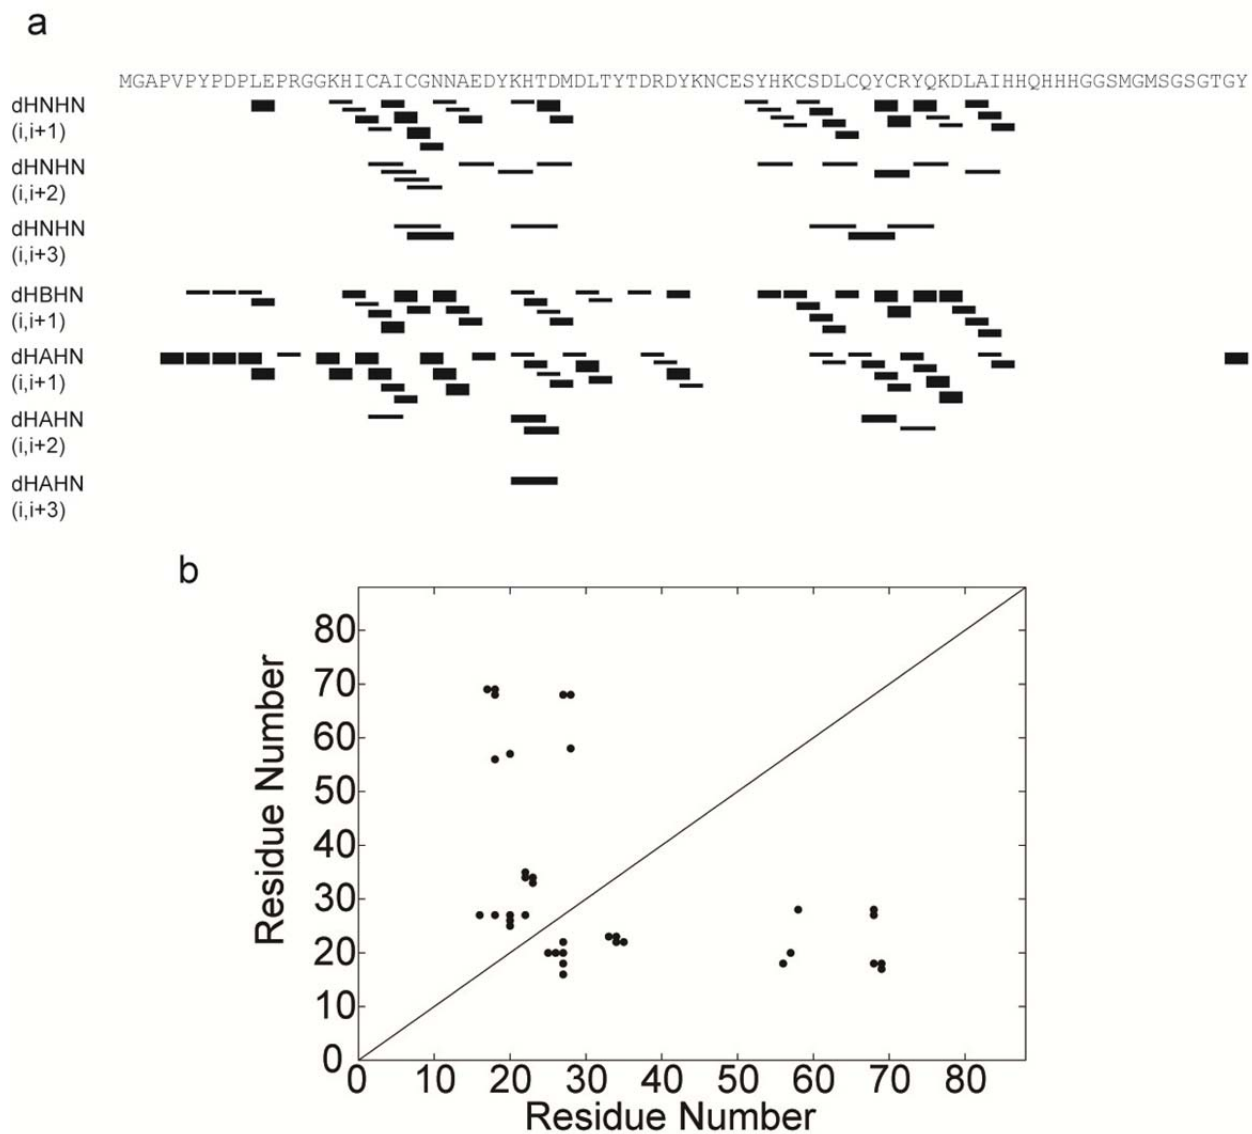 a
MGAPVPYPDPLEPRGGKHICAICGNNAEDYKHTDMDLTYTDRDYKNCESYHKCSDLCQYCRYQKDLAIHHQHHHGGSMGMSGSGTGY
dHNHN
(i,i+1)
dHNHN
(i,i+2)
dHNHN
(i,i+3)
dHBHN
(i,i+1)
dHAHN
(i,i+1)
dHAHN
(i,i+2)
dHAHN
(i,i+3)
b
80
70
60
50
40
30
20
10
0
Residue Number
0 10 20 30 40 50 60 70 80
Residue Number